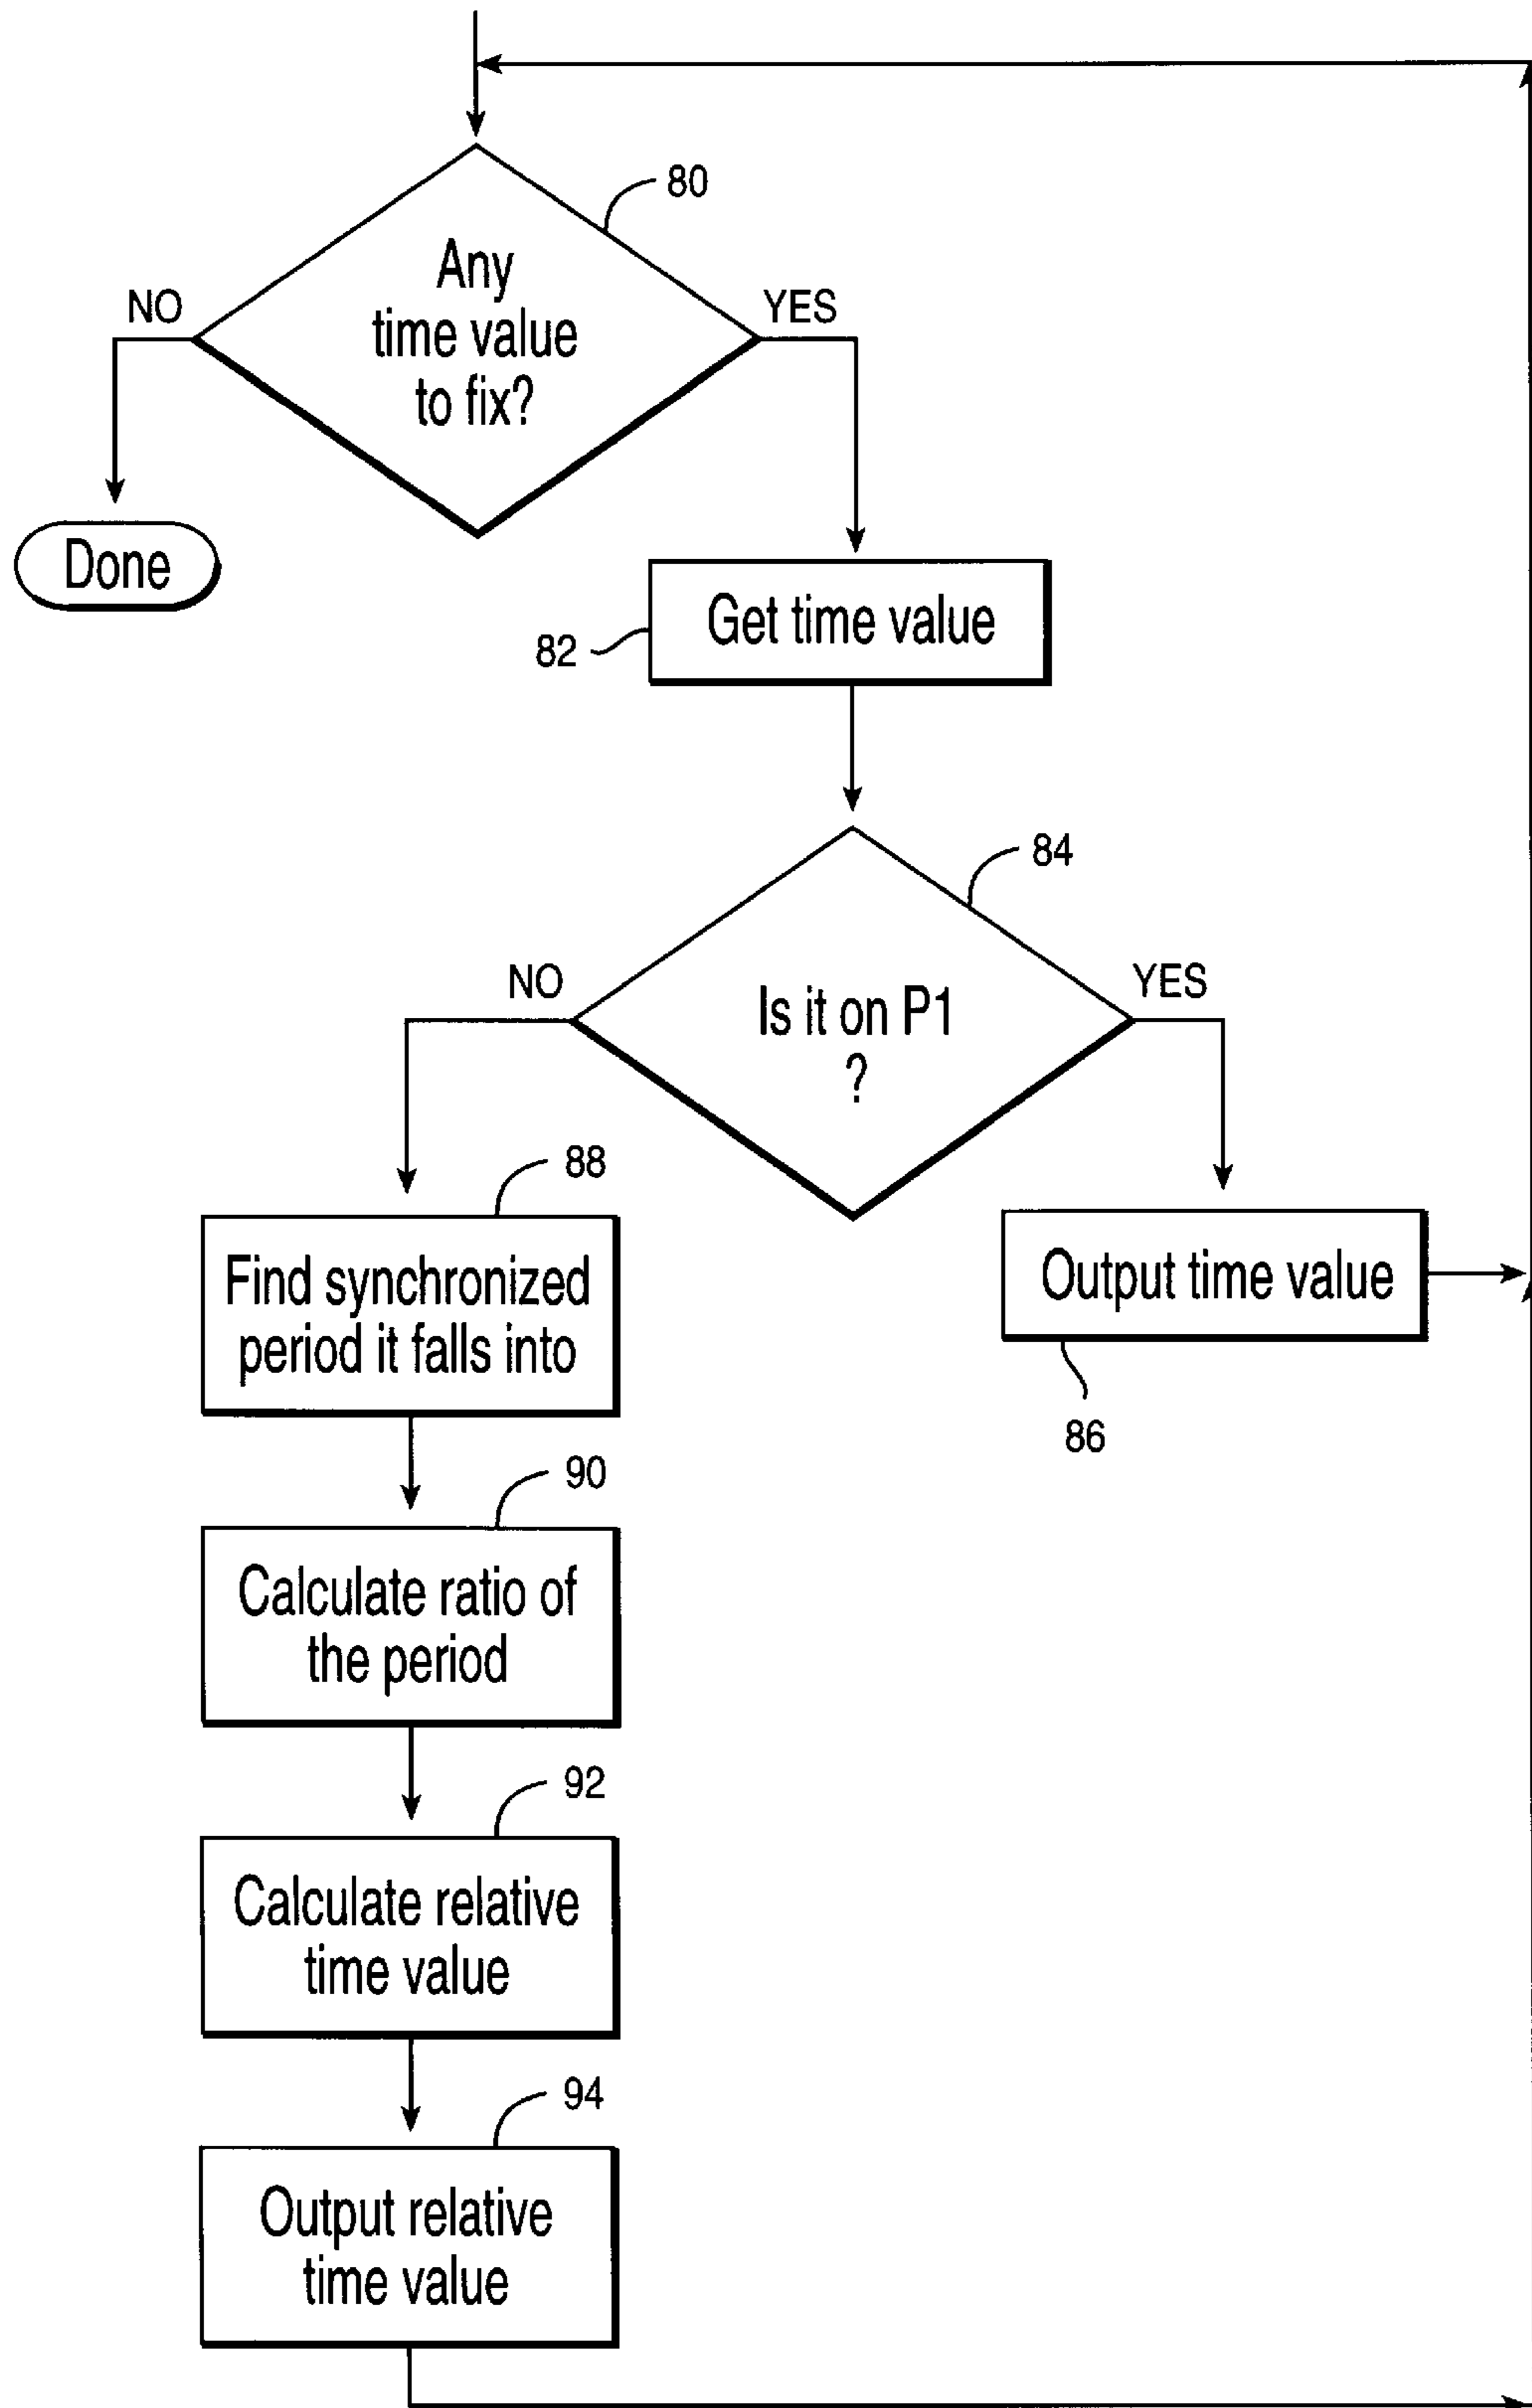 80
Any
time value
to fix?
NO
YES
Done
Get time value
82
84
Is it on P1
?
NO
YES
88
Find synchronized
period it falls into
Output time value
86
90
Calculate ratio of
the period
92
Calculate relative
time value
94
Output relative
time value